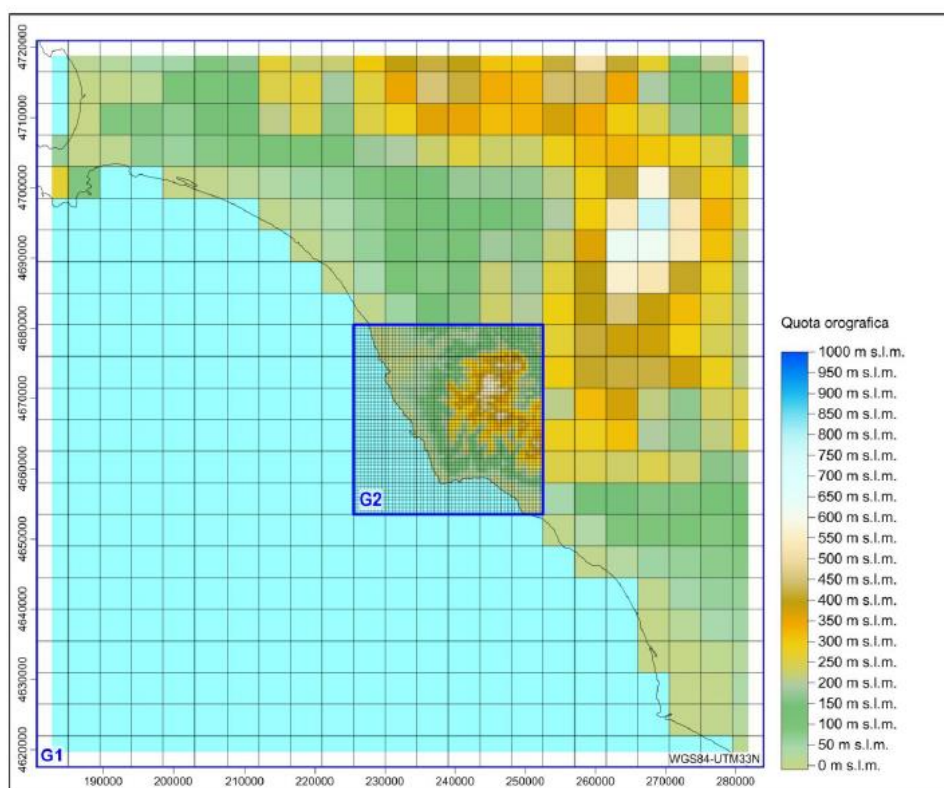 4720000
4710000
4700000
4690000
4680000
4670000
4660000
4650000
4640000
4630000
4620000
G2
G1
WGS84-UTM33N
190000 200000 210000 220000 230000 240000 250000 260000 270000 280000
Quota orografica
1000 m s.l.m.
950 m s.l.m.
900 m s.l.m.
850 m s.l.m.
800 m s.l.m.
750 m s.l.m.
700 m s.l.m.
650 m s.l.m.
600 m s.l.m.
550 m s.l.m.
500 m s.l.m.
450 m s.l.m.
400 m s.l.m.
350 m s.l.m.
300 m s.l.m.
250 m s.l.m.
200 m s.l.m.
150 m s.l.m.
100 m s.l.m.
50 m s.l.m.
0 m s.l.m.